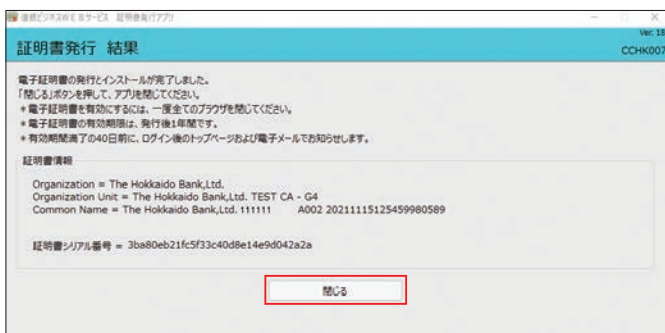 道銀ビジネスWEBサービス 証明書発行アプリ
Ver. 18
証明書発行 結果
CCHK007
電子証明書の発行とインストールが完了しました。
「閉じる」ボタンを押して、アプリを閉じてください。
＊電子証明書を有効にするには、一度全てのブラウザを閉じてください。
＊電子証明書の有効期限は、発行後1年間です。
＊有効期間満了の40日前に、ログイン後のトップページおよび電子メールでお知らせします。
証明書情報
Organization = The Hokkaido Bank,Ltd.
Organization Unit = The Hokkaido Bank,Ltd. TEST CA - G4
Common Name = The Hokkaido Bank,Ltd. 111111 A002 20211115125459980589
証明書シリアル番号 = 3ba80eb21fc5f33c40d8e14e9d042a2a
閉じる